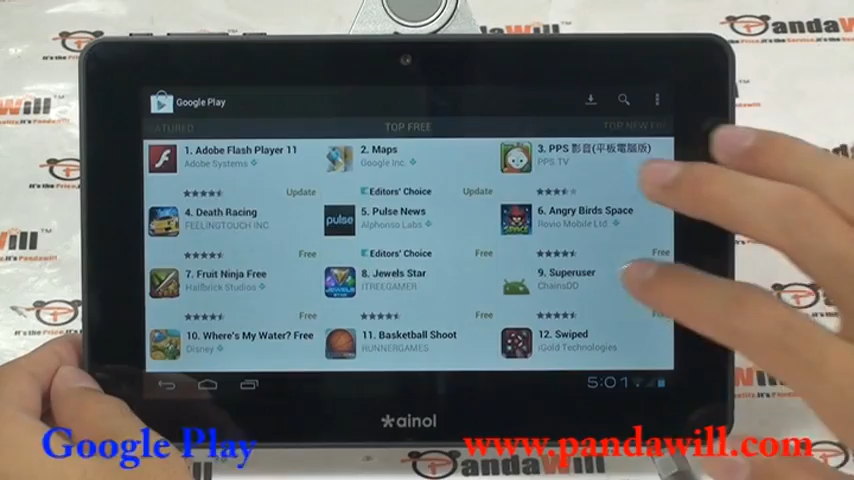 Google Play
TOP FREE
1. Adobe Flash Player 11
Adobe Systems
Update
2. Maps
Google Inc.
Editors' Choice
Update
3. PPS 影音(平板電腦版)
PPS TV
4. Death Racing
FEELINGTOUCH INC
Free
5. Pulse News
Alphonso Labs
Editors' Choice
Free
6. Angry Birds Space
Rovio Mobile Ltd
Free
7. Fruit Ninja Free
Halfbrick Studios
Free
8. Jewels Star
ITREEGAMER
Free
9. Superuser
ChainsDD
10. Where's My Water? Free
Disney
11. Basketball Shoot
RUNNERGAMES
12. Swiped
iGold Technologies
pulse
5:01
ainol
Google Play
www.pandawill.com
PandaWill